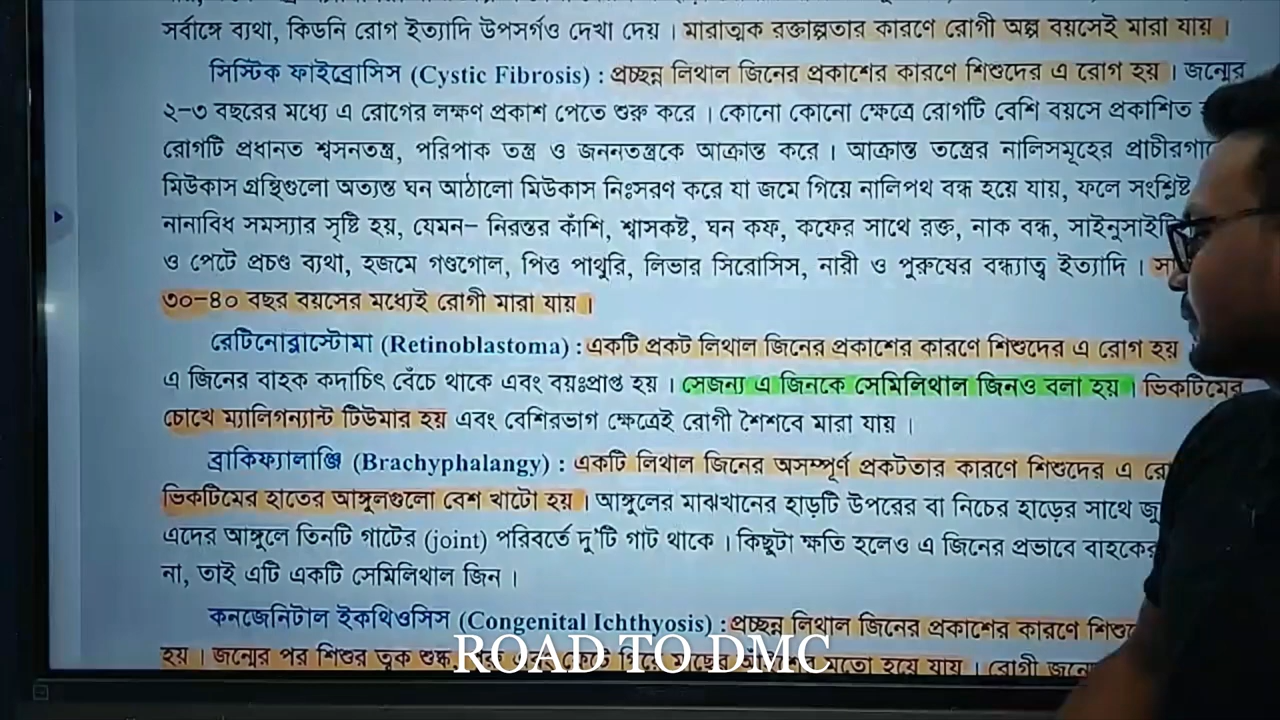 সর্বাঙ্গে ব্যথা, কিডনি রোগ ইত্যাদি উপসর্গও দেখা দেয় । মারাত্মক রক্তাল্পতার কারণে রোগী অল্প বয়সেই মারা যায় ।
সিস্টিক ফাইব্রোসিস (Cystic Fibrosis) : প্রচ্ছন্ন লিথাল জিনের প্রকাশের কারণে শিশুদের এ রোগ হয় । জন্মের
২–৩ বছরের মধ্যে এ রোগের লক্ষণ প্রকাশ পেতে শুরু করে । কোনো কোনো ক্ষেত্রে রোগটি বেশি বয়সে প্রকাশিত
রোগটি প্রধানত শ্বসনতন্ত্র, পরিপাক তন্ত্র ও জননতন্ত্রকে আক্রান্ত করে । আক্রান্ত তন্ত্রের নালিসমূহের
মিউকাস গ্রন্থিগুলো অত্যন্ত ঘন আঠালো মিউকাস নিঃসরণ করে যা জমে গিয়ে নালিপথ বন্ধ হয়ে যায়, ফলে সংশ্লিষ্ট
নানাবিধ সমস্যার সৃষ্টি হয়, যেমন– নিরন্তর কাঁশি, শ্বাসকষ্ট, ঘন কফ, কফের সাথে রক্ত, নাক বন্ধ,
ও পেটে প্রচণ্ড ব্যথা, হজমে গণ্ডগোল, পিত্ত পাথুরি, লিভার সিরোসিস, নারী ও পুরুষের বন্ধ্যাত্ব ইত্যাদি ।
৩০–৪০ বছর বয়সের মধ্যেই রোগী মারা যায় ।
রেটিনোব্লাস্টোমা (Retinoblastoma) : একটি প্রকট লিথাল জিনের প্রকাশের কারণে শিশুদের এ রোগ হয়
এ জিনের বাহক কদাচিৎ বেঁচে থাকে এবং বয়ঃপ্রাপ্ত হয় । সেজন্য এ জিনকে সেমিলিথাল জিনও বলা হয় । ভিকটিমের
চোখে ম্যালিগন্যান্ট টিউমার হয় এবং বেশিরভাগ ক্ষেত্রেই রোগী শৈশবে মারা যায় ।
ব্রাকিফ্যালাঞ্জি (Brachyphalangy) : একটি লিথাল জিনের অসম্পূর্ণ প্রকটতার কারণে শিশুদের এ
ভিকটিমের হাতের আঙ্গুলগুলো বেশ খাটো হয় । আঙ্গুলের মাঝখানের হাড়টি উপরের বা নিচের হাড়ের সাথে
এদের আঙ্গুলে তিনটি গাটের (joint) পরিবর্তে দু'টি গাট থাকে । কিছুটা ক্ষতি হলেও এ জিনের প্রভাবে বাহকের
না, তাই এটি একটি সেমিলিথাল জিন ।
কনজেনিটাল ইকথিওসিস (Congenital Ichthyosis) : প্রচ্ছন্ন লিথাল জিনের প্রকাশের কারণে
হয় । জন্মের পর শিশুর ত্বক শুষ্ক মতো হয়ে যায় । রোগী
ROAD TO DMC